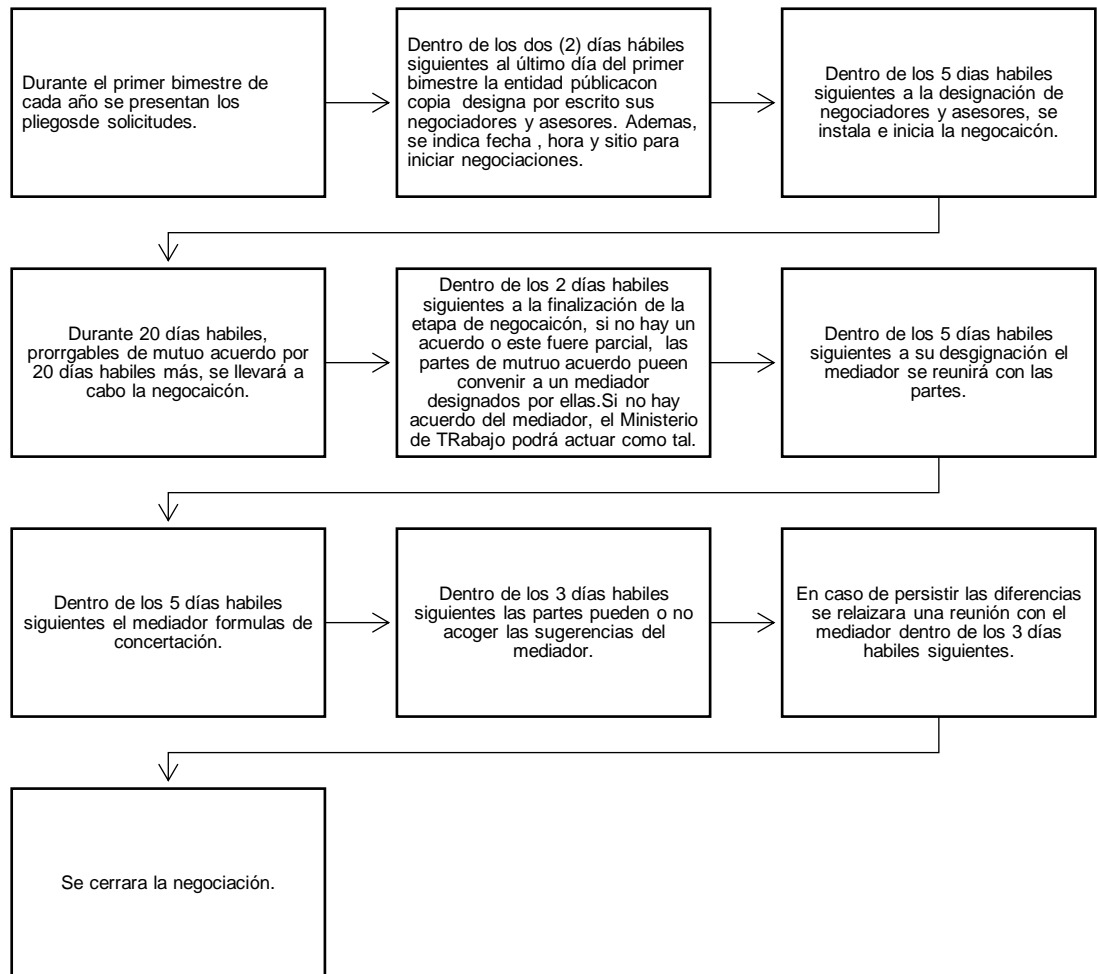 Durante el primer bimestre de
cada año se presentan los
pliegosde solicitudes.
Dentro de los dos (2) días hábiles
siguientes al último día del primer
bimestre la entidad públicacon
copia designa por escrito sus
negociadores y asesores. Ademas,
se indica fecha , hora y sitio para
iniciar negociaciones.
Dentro de los 5 dias habiles
siguientes a la designación de
negociadores y asesores, se
instala e inicia la negocaicón.
Durante 20 días habiles,
prorrgables de mutuo acuerdo por
20 días habiles más, se llevará a
cabo la negocaicón.
Dentro de los 2 días habiles
siguientes a la finalización de la
etapa de negocaicón, si no hay un
acuerdo o este fuere parcial, las
partes de mutruo acuerdo pueen
convenir a un mediador
designados por ellas.Si no hay
acuerdo del mediador, el Ministerio
de TRabajo podrá actuar como tal.
Dentro de los 5 días habiles
siguientes a su desgignación el
mediador se reunirá con las
partes.
Dentro de los 5 días habiles
siguientes el mediador formulas de
concertación.
Dentro de los 3 días habiles
siguientes las partes pueden o no
acoger las sugerencias del
mediador.
En caso de persistir las diferencias
se relaizara una reunión con el
mediador dentro de los 3 días
habiles siguientes.
Se cerrara la negociación.